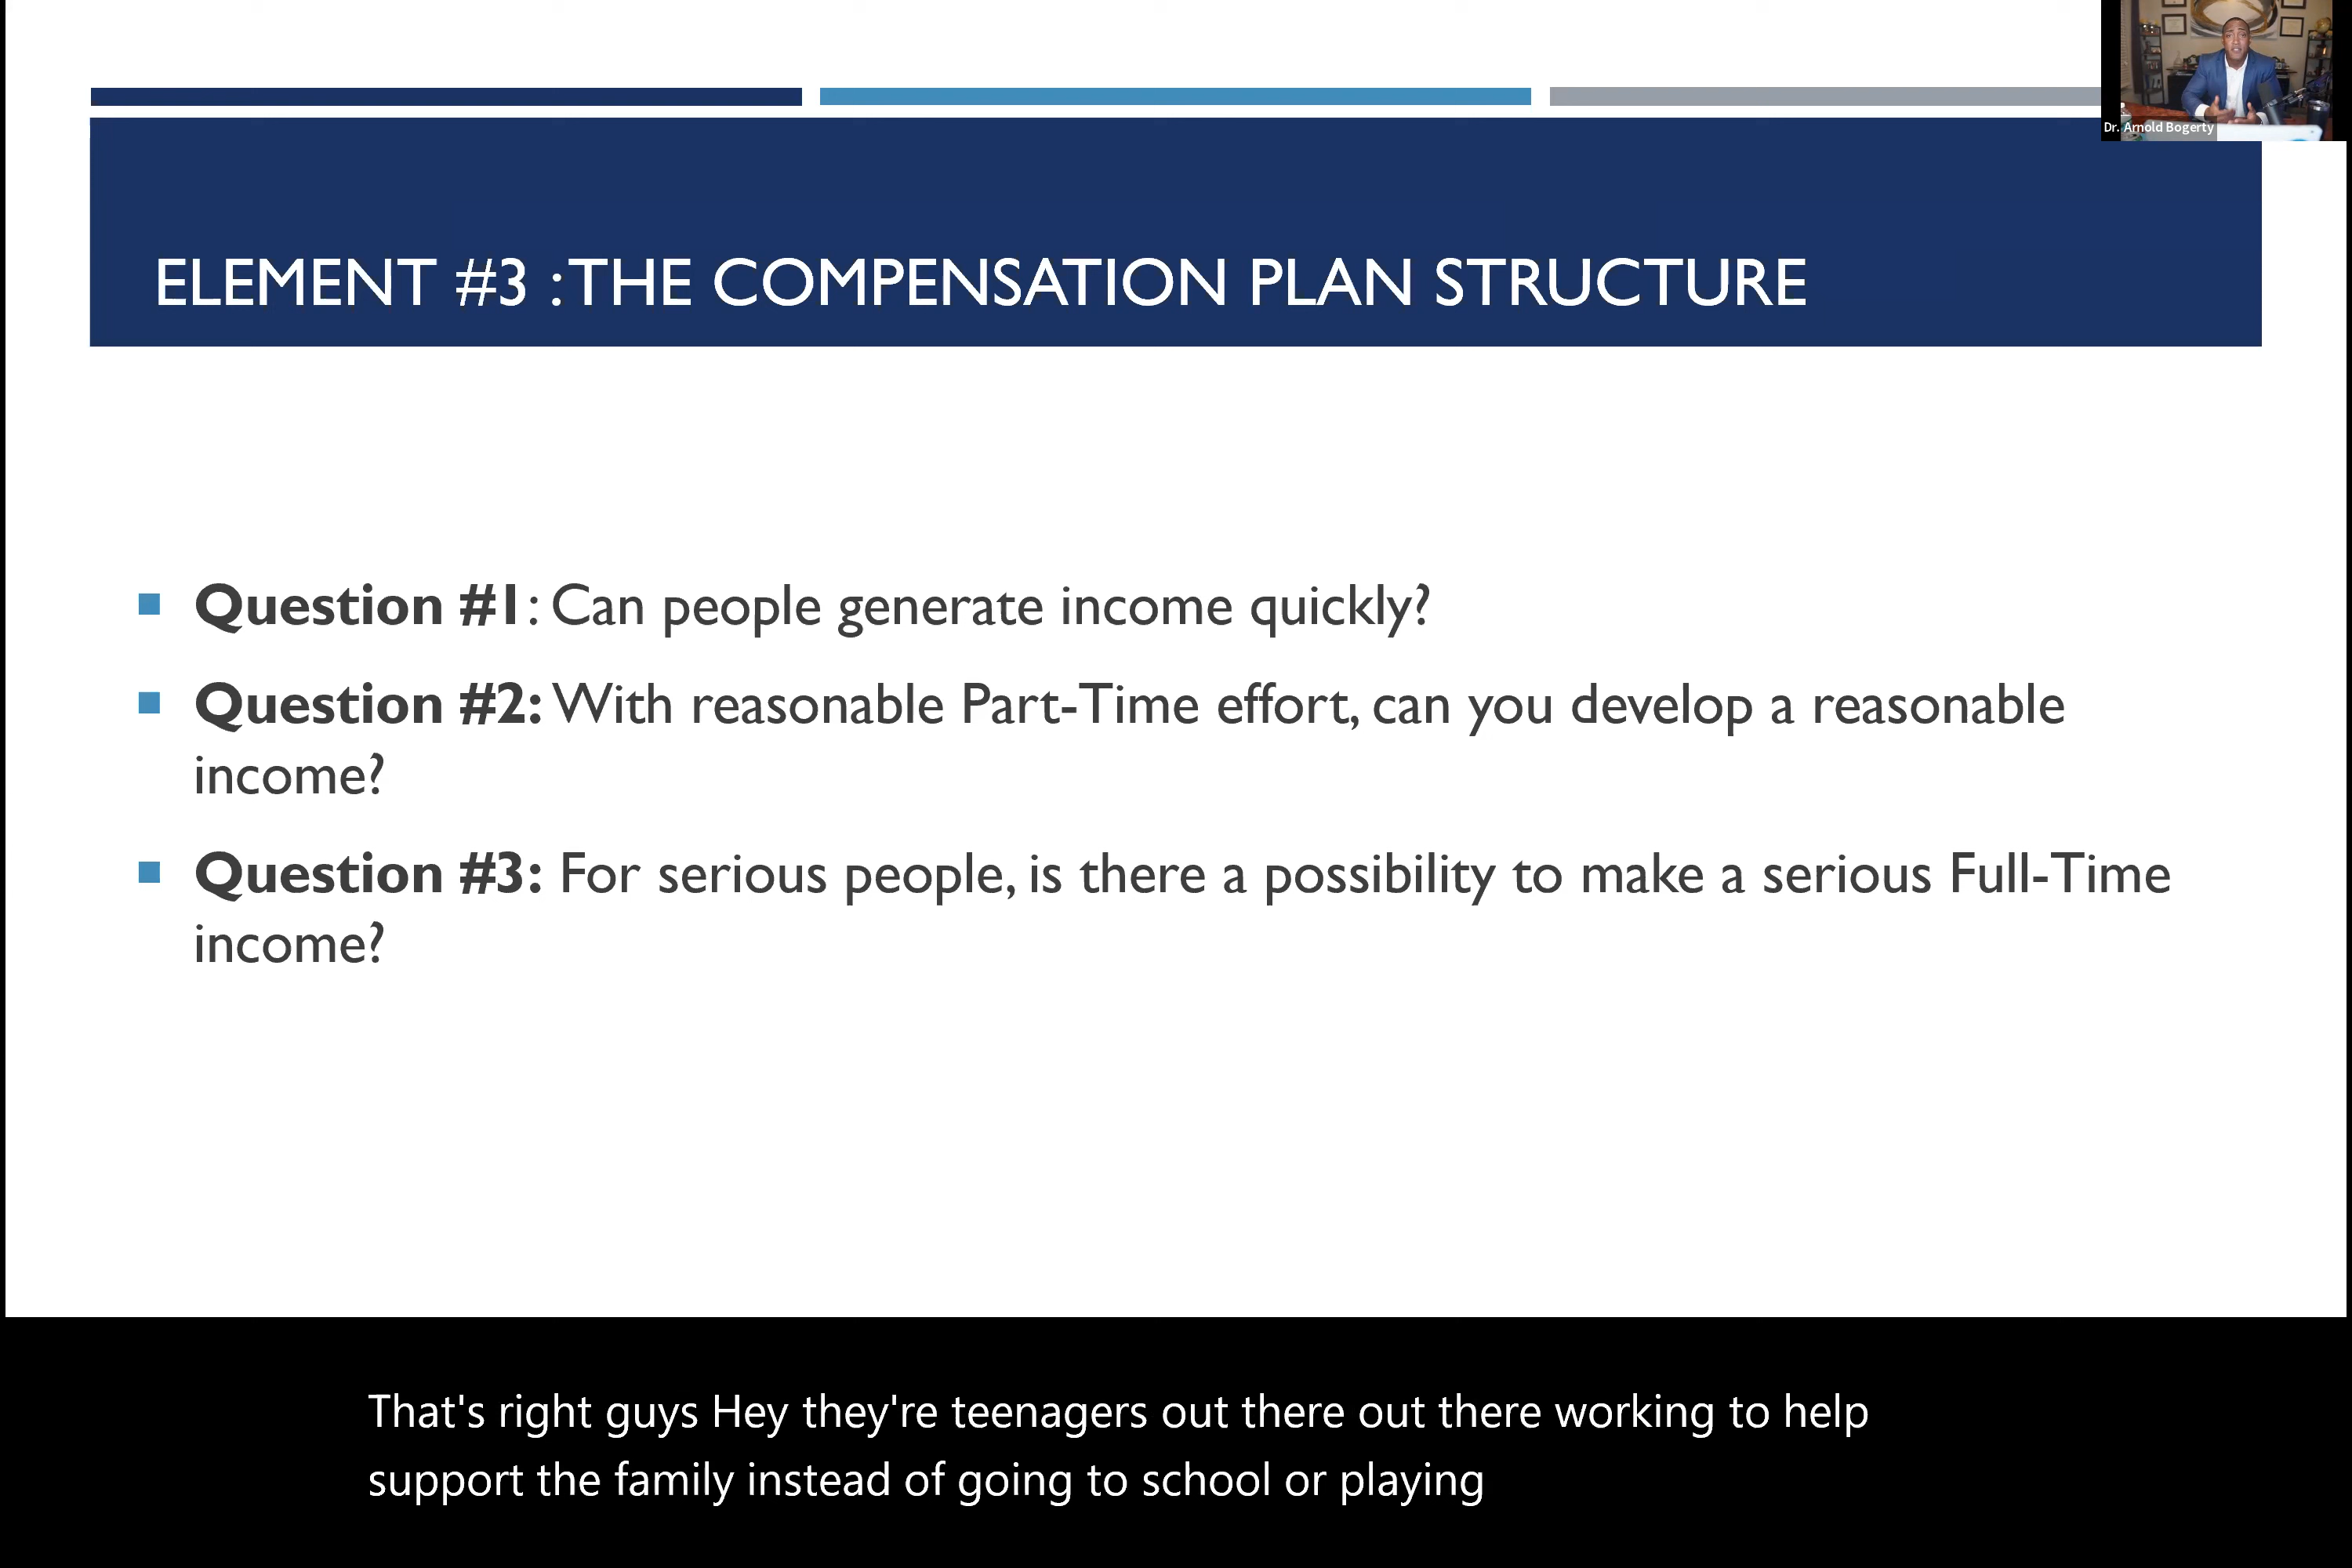 Dr. Arnold Bogerty
ELEMENT #3 : THE COMPENSATION PLAN STRUCTURE
Question #1: Can people generate income quickly?
Question #2: With reasonable Part-Time effort, can you develop a reasonable
income?
Question #3: For serious people, is there a possibility to make a serious Full-Time
income?
That's right guys Hey they're teenagers out there out there working to help
support the family instead of going to school or playing